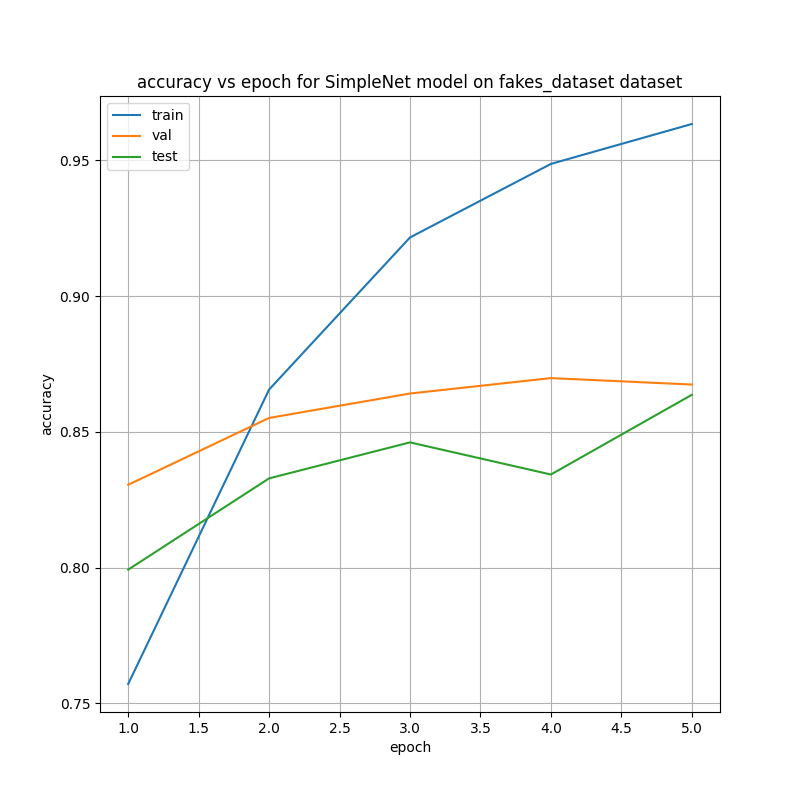 accuracy vs epoch for SimpleNet model on fakes_dataset dataset
train
val
test
0.95
0.90
0.85
0.80
0.75
accuracy
1.0 1.5 2.0 2.5 3.0 3.5 4.0 4.5 5.0
epoch